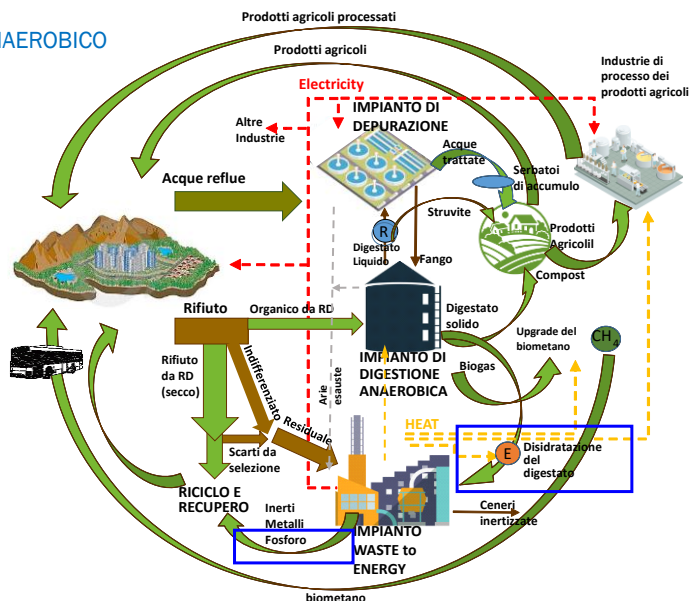 Prodotti agricoli processati
NAEROBICO
Prodotti agricoli
Industrie di
processo dei
prodotti agricoli
Electricity
IMPIANTO DI
DEPURAZIONE
Altre
Industrie
Acque
trattate
Serbatoi
di accumulo
Acque reflue
Struvite
R
Digestato
Liquido
Fango
Prodotti
Agricolil
Compost
Rifiuto
Organico da RD
Digestato
solido
Upgrade del
biometano
CH4
Rifiuto
da RD
(secco)
Indifferenziato
IMPIANTO DI
DIGESTIONE
ANAEROBICA
Biogas
Arie
esauste
Residuale
HEAT
E
Disidratazione
del
digestato
Scarti da
selezione
RICICLO E
RECUPERO
Inerti
Metalli
Fosforo
Ceneri
inertizzate
IMPIANTO
WASTE to
ENERGY
biometano